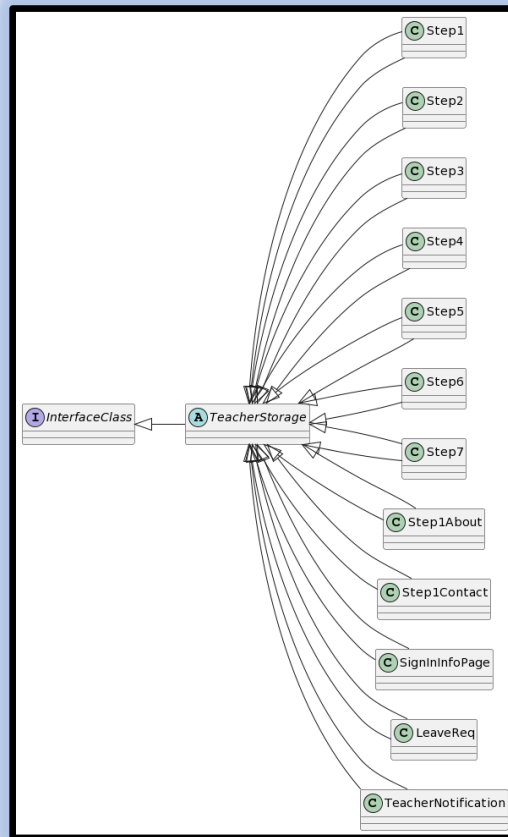 C Step1
C Step2
C Step3
C Step4
C Step5
C Step6
I InterfaceClass
A TeacherStorage
C Step7
C Step1About
C Step1Contact
C SignInInfoPage
C LeaveReq
C TeacherNotification